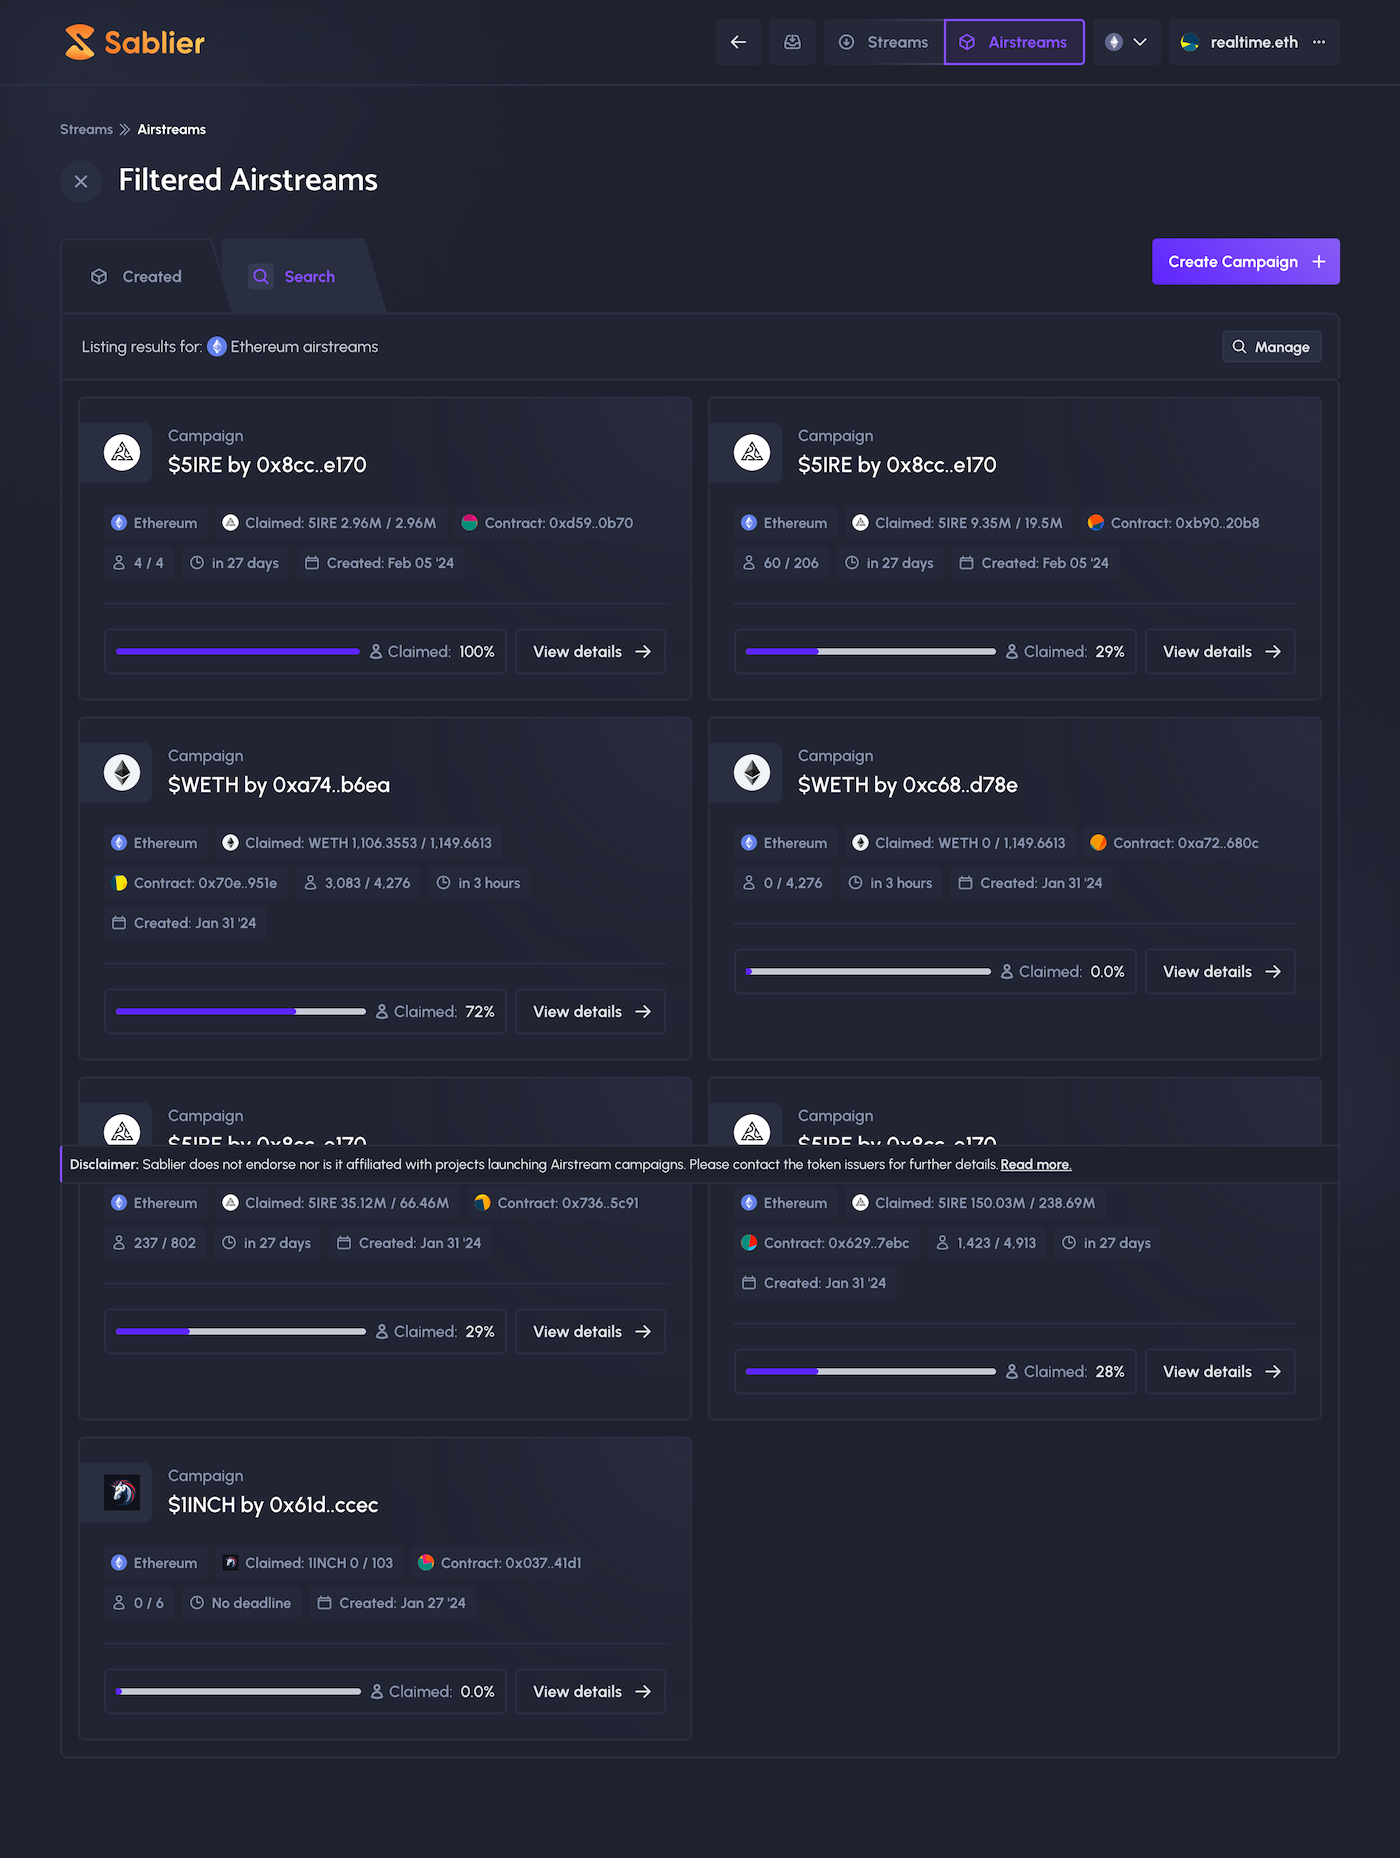 Sablier
Streams
Airstreams
realtime.eth
Streams
Airstreams
Filtered Airstreams
Created
Search
Create Campaign
Listing results for: Ethereum airstreams
Manage
Campaign
$5IRE by 0x8cc..e170
Ethereum
Claimed: 5IRE 2.96M / 2.96M
Contract: 0xd59..0b70
4 / 4
in 27 days
Created: Feb 05 '24
Claimed: 100%
View details
Campaign
$5IRE by 0x8cc..e170
Ethereum
Claimed: 5IRE 9.35M / 19.5M
Contract: 0xb90..20b8
60 / 206
in 27 days
Created: Feb 05 '24
Claimed: 29%
View details
Campaign
$WETH by 0xa74..b6ea
Ethereum
Claimed: WETH 1,106.3553 / 1,149.6613
Contract: 0x70e..951e
3,083 / 4,276
in 3 hours
Created: Jan 31 '24
Claimed: 72%
View details
Campaign
$WETH by 0xc68..d78e
Ethereum
Claimed: WETH 0 / 1,149.6613
Contract: 0xa72..680c
0 / 4,276
in 3 hours
Created: Jan 31 '24
Claimed: 0.0%
View details
Campaign
$5IRE by 0x8cc..e170
Campaign
$5IRE by 0x8cc..e170
Disclaimer: Sablier does not endorse nor is it affiliated with projects launching Airstream campaigns. Please contact the token issuers for further details. Read more.
Ethereum
Claimed: 5IRE 35.12M / 66.46M
Contract: 0x736..5c91
237 / 802
in 27 days
Created: Jan 31 '24
Claimed: 29%
View details
Ethereum
Claimed: 5IRE 150.03M / 238.69M
Contract: 0x629..7ebc
1,423 / 4,913
in 27 days
Created: Jan 31 '24
Claimed: 28%
View details
Campaign
$1INCH by 0x61d..ccec
Ethereum
Claimed: 1INCH 0 / 103
Contract: 0x037..41d1
0 / 6
No deadline
Created: Jan 27 '24
Claimed: 0.0%
View details